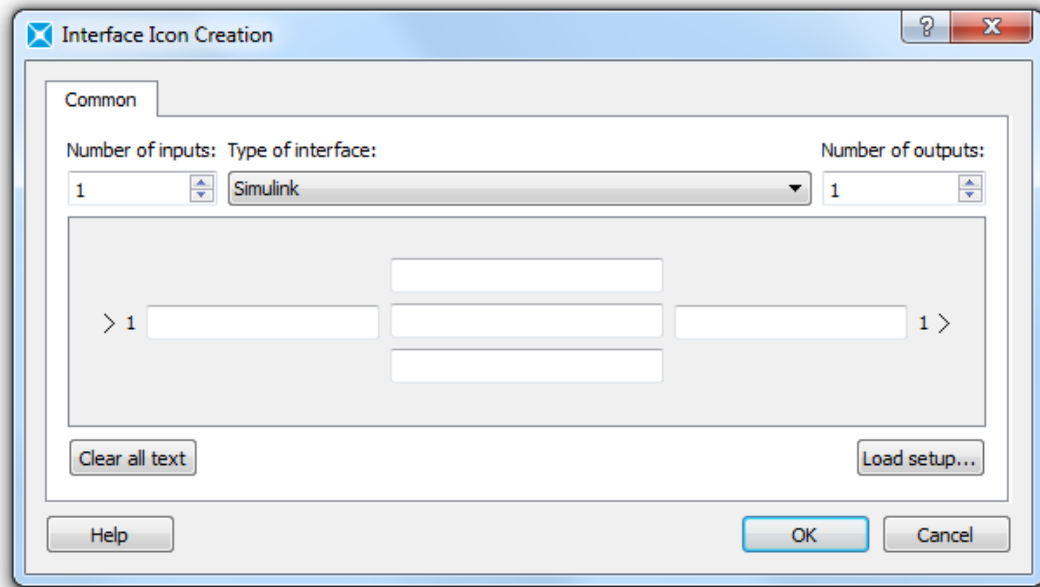 Interface Icon Creation
?
Common
Number of inputs: Type of interface: Number of outputs:
1 Simulink 1
> 1 1 >
Clear all text Load setup...
Help OK Cancel